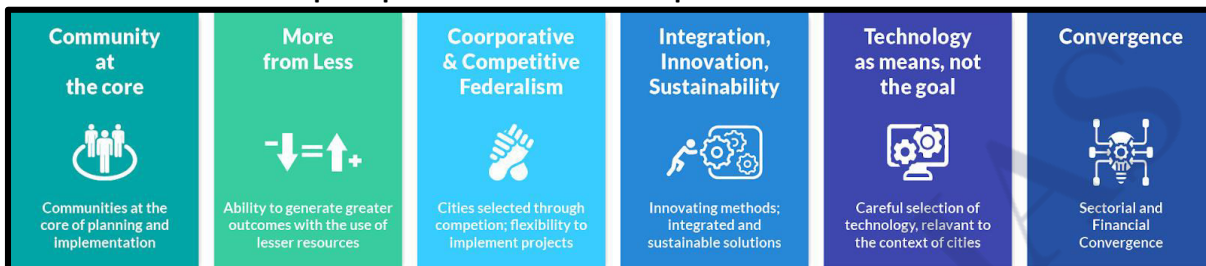 Community
at
the core
Communities at the
core of planning and
implementation
More
from Less
Ability to generate greater
outcomes with the use of
lesser resources
Coorporative
& Competitive
Federalism
Cities selected through
competion; flexibility to
implement projects
Integration,
Innovation,
Sustainability
Innovating methods;
integrated and
sustainable solutions
Technology
as means, not
the goal
Careful selection of
technology, relavant to
the context of cities
Convergence
Sectorial and
Financial
Convergence